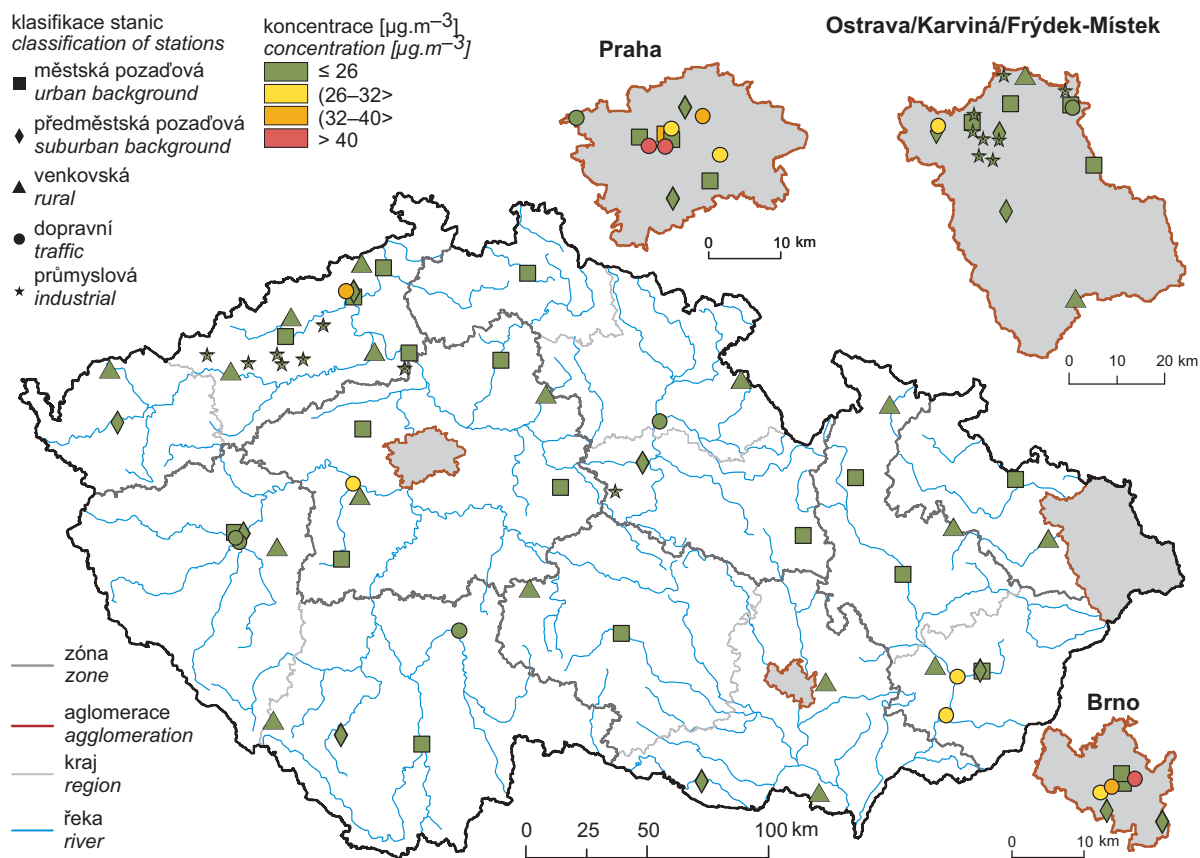 klasifikace stanic
classification of stations
městská pozaďová
urban background
předměstská pozaďová
suburban background
venkovská
rural
dopravní
traffic
průmyslová
industrial
koncentrace [µg.m⁻³]
concentration [µg.m⁻³]
≤ 26
(26–32>
(32–40>
> 40
Praha
0 10 km
Ostrava/Karviná/Frýdek-Místek
0 10 20 km
zóna
zone
aglomerace
agglomeration
kraj
region
řeka
river
0 25 50 100 km
Brno
0 10 km